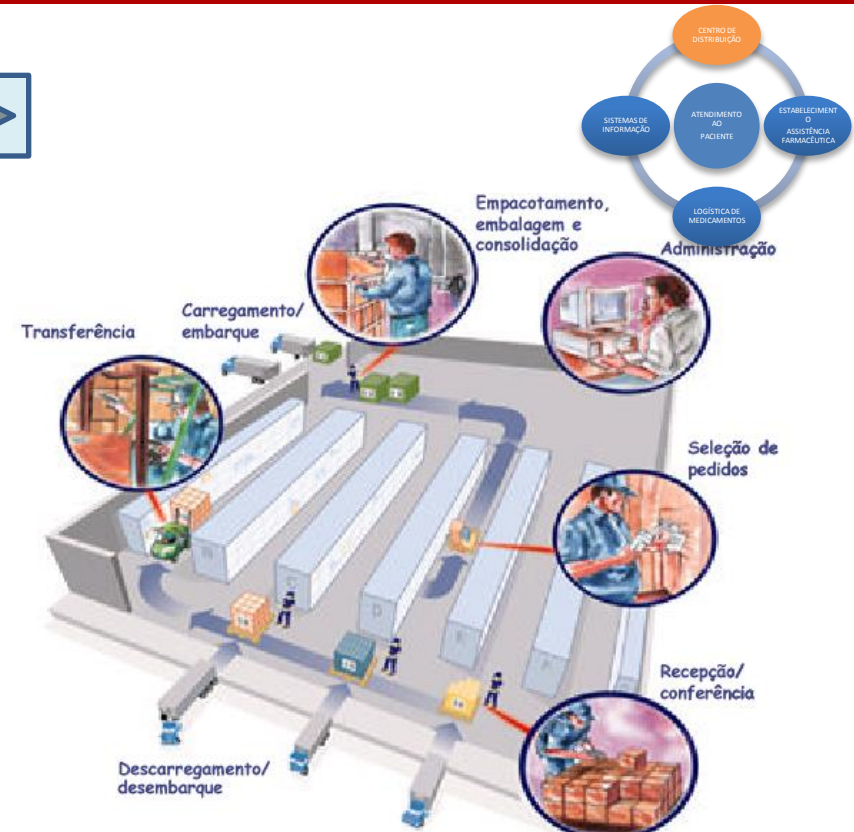 CENTRO DE
DISTRIBUIÇÃO
SISTEMAS DE
INFORMAÇÃO
ATENDIMENTO
AO
PACIENTE
ESTABELECIMENT
O
ASSISTÊNCIA
FARMACÊUTICA
LOGÍSTICA DE
MEDICAMENTOS
Empacotamento,
embalagem e
consolidação
Administração
Carregamento/
embarque
Transferência
Seleção de
pedidos
Recepção/
conferência
Descarregamento/
desembarque